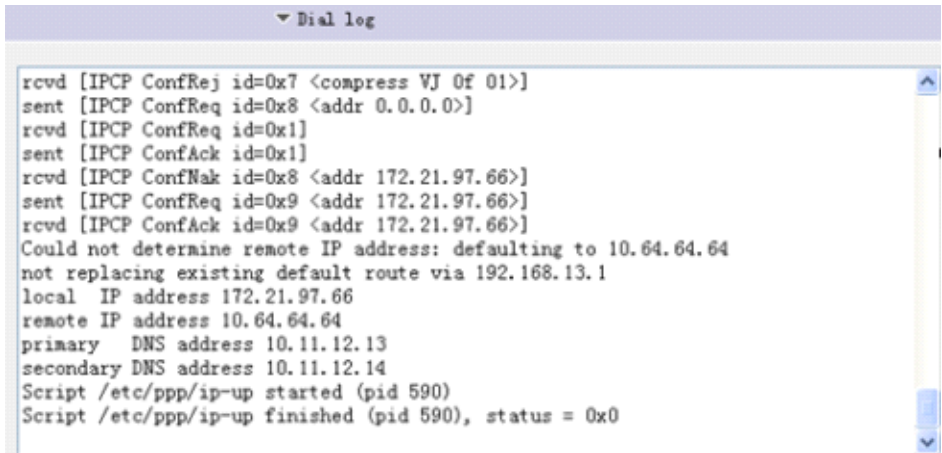 Dial log
rcvd [IPCP ConfRej id=0x7 <compress VJ 0f 01>]
sent [IPCP ConfReq id=0x8 <addr 0.0.0.0>]
rcvd [IPCP ConfReq id=0x1]
sent [IPCP ConfAck id=0x1]
rcvd [IPCP ConfNak id=0x8 <addr 172.21.97.66>]
sent [IPCP ConfReq id=0x9 <addr 172.21.97.66>]
rcvd [IPCP ConfAck id=0x9 <addr 172.21.97.66>]
Could not determine remote IP address: defaulting to 10.64.64.64
not replacing existing default route via 192.168.13.1
local  IP address 172.21.97.66
remote IP address 10.64.64.64
primary   DNS address 10.11.12.13
secondary DNS address 10.11.12.14
Script /etc/ppp/ip-up started (pid 590)
Script /etc/ppp/ip-up finished (pid 590), status = 0x0